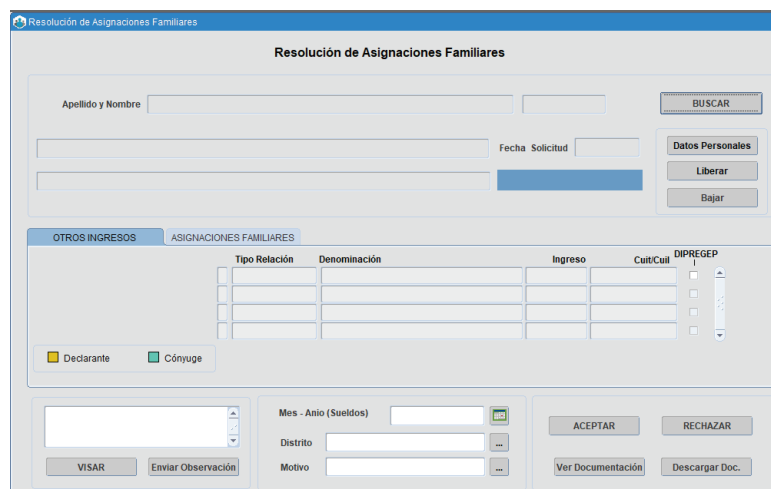 Resolución de Asignaciones Familiares
Resolución de Asignaciones Familiares
Apellido y Nombre
BUSCAR
Fecha Solicitud
Datos Personales
Liberar
Bajar
OTROS INGRESOS ASIGNACIONES FAMILIARES
Tipo Relación Denominación Ingreso Cuit/Cuil DIPREGEP
Declarante Cónyuge
Mes - Anio (Sueldos)
Distrito ...
Motivo ...
VISAR Enviar Observación
ACEPTAR RECHAZAR
Ver Documentación Descargar Doc.